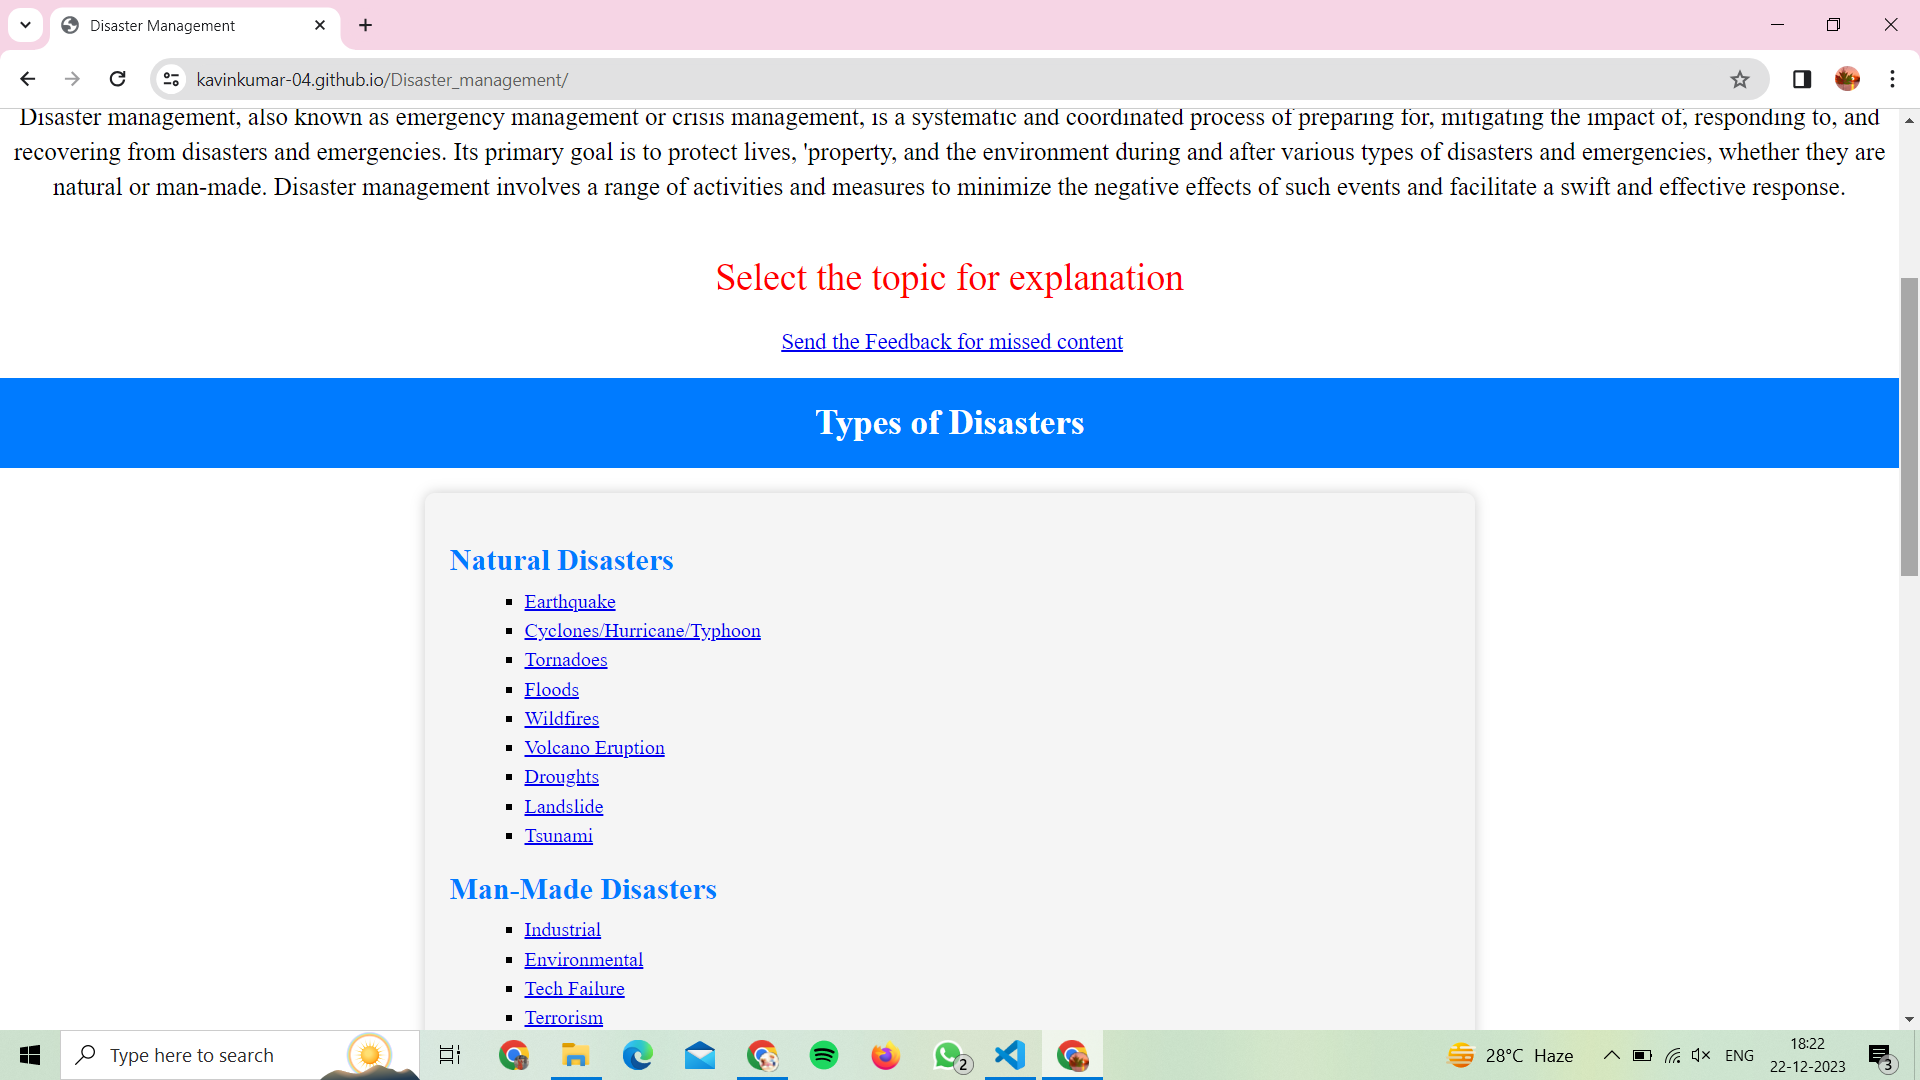 Disaster Management
kavinkumar-04.github.io/Disaster_management/
Disaster management, also known as emergency management or crisis management, is a systematic and coordinated process of preparing for, mitigating the impact of, responding to, and
recovering from disasters and emergencies. Its primary goal is to protect lives, 'property, and the environment during and after various types of disasters and emergencies, whether they are
natural or man-made. Disaster management involves a range of activities and measures to minimize the negative effects of such events and facilitate a swift and effective response.
Select the topic for explanation
Send the Feedback for missed content
Types of Disasters
Natural Disasters
Earthquake
Cyclones/Hurricane/Typhoon
Tornadoes
Floods
Wildfires
Volcano Eruption
Droughts
Landslide
Tsunami
Man-Made Disasters
Industrial
Environmental
Tech Failure
Terrorism
Type here to search
2
28°C Haze
ENG
18:22
22-12-2023
3